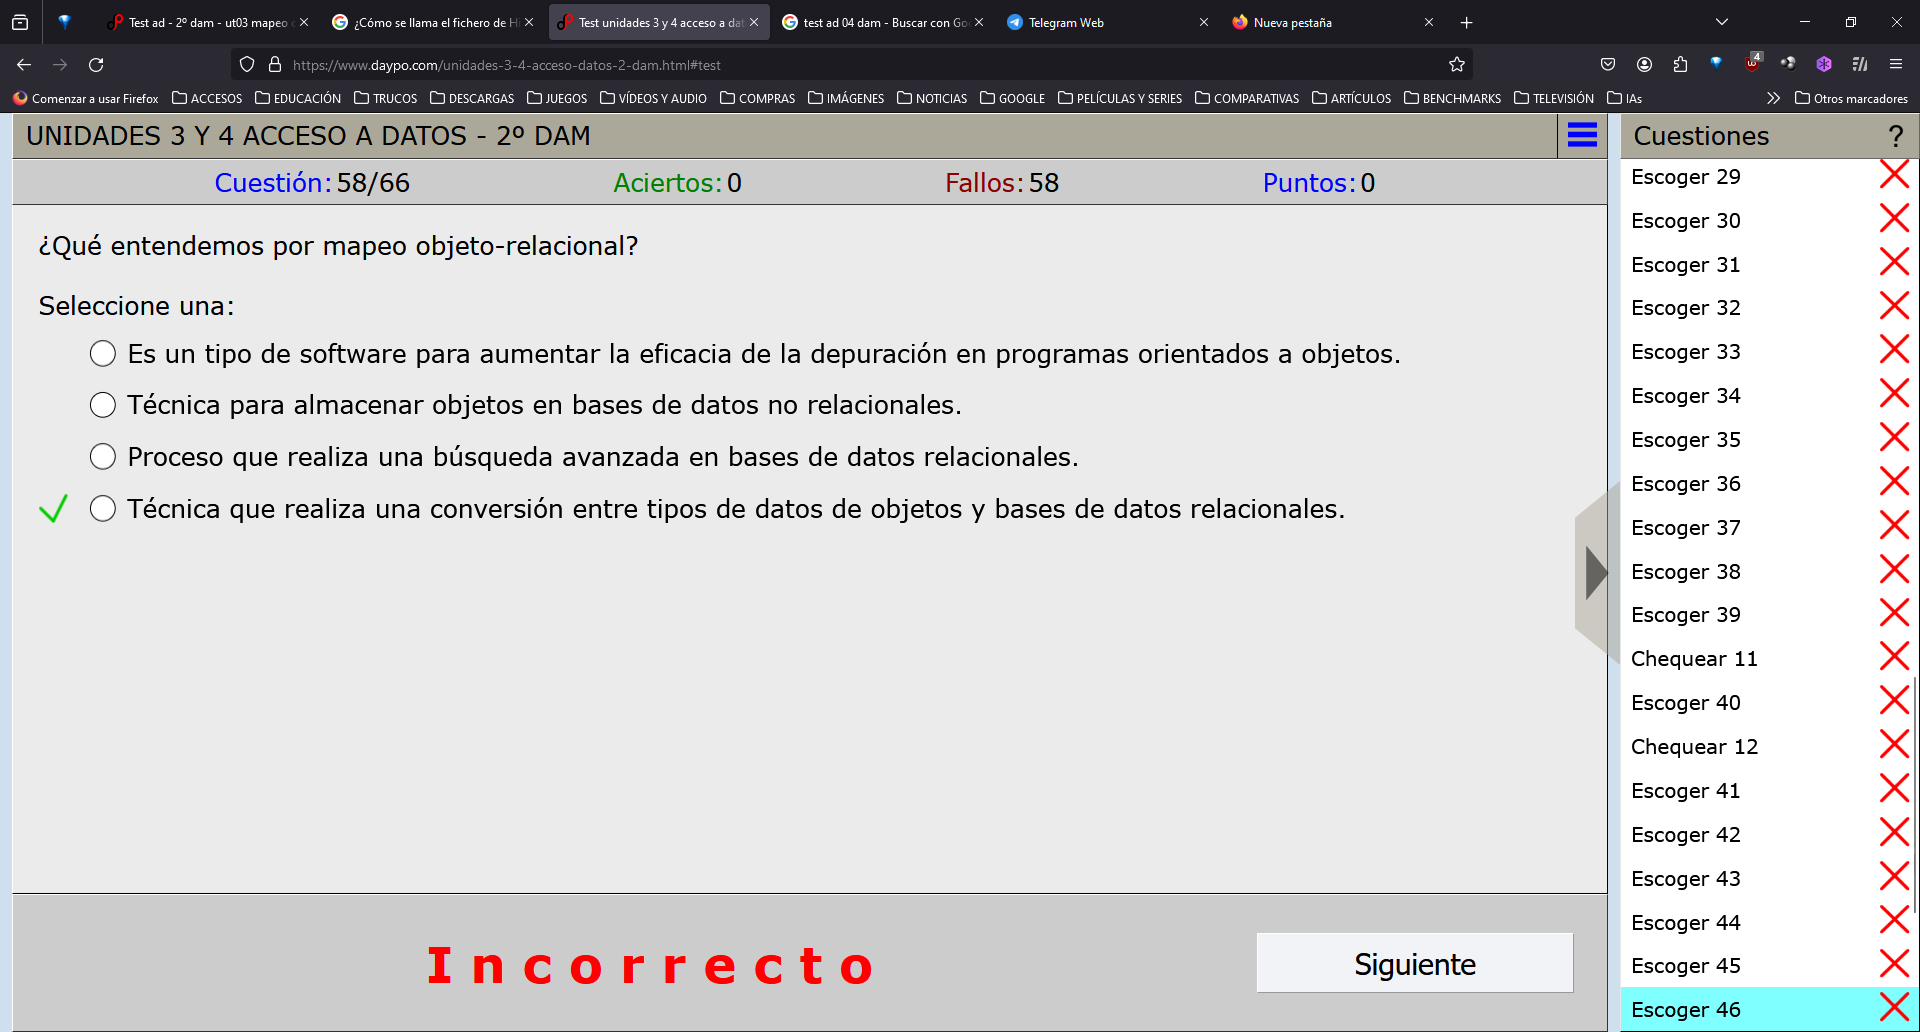 Test ad - 2º dam - ut03 mapeo
¿Cómo se llama el fichero de Hi
Test unidades 3 y 4 acceso a dat
test ad 04 dam - Buscar con Goo
Telegram Web
Nueva pestaña
https://www.daypo.com/unidades-3-4-acceso-datos-2-dam.html#test
4
Comenzar a usar Firefox
ACCESOS
EDUCACIÓN
TRUCOS
DESCARGAS
JUEGOS
VÍDEOS Y AUDIO
COMPRAS
IMÁGENES
NOTICIAS
GOOGLE
PELÍCULAS Y SERIES
COMPARATIVAS
ARTÍCULOS
BENCHMARKS
TELEVISIÓN
IAs
Otros marcadores
UNIDADES 3 Y 4 ACCESO A DATOS - 2º DAM
Cuestión: 58/66
Aciertos: 0
Fallos: 58
Puntos: 0
¿Qué entendemos por mapeo objeto-relacional?
Seleccione una:
Es un tipo de software para aumentar la eficacia de la depuración en programas orientados a objetos.
Técnica para almacenar objetos en bases de datos no relacionales.
Proceso que realiza una búsqueda avanzada en bases de datos relacionales.
Técnica que realiza una conversión entre tipos de datos de objetos y bases de datos relacionales.
Incorrecto
Siguiente
Cuestiones
?
Escoger 29
Escoger 30
Escoger 31
Escoger 32
Escoger 33
Escoger 34
Escoger 35
Escoger 36
Escoger 37
Escoger 38
Escoger 39
Chequear 11
Escoger 40
Chequear 12
Escoger 41
Escoger 42
Escoger 43
Escoger 44
Escoger 45
Escoger 46